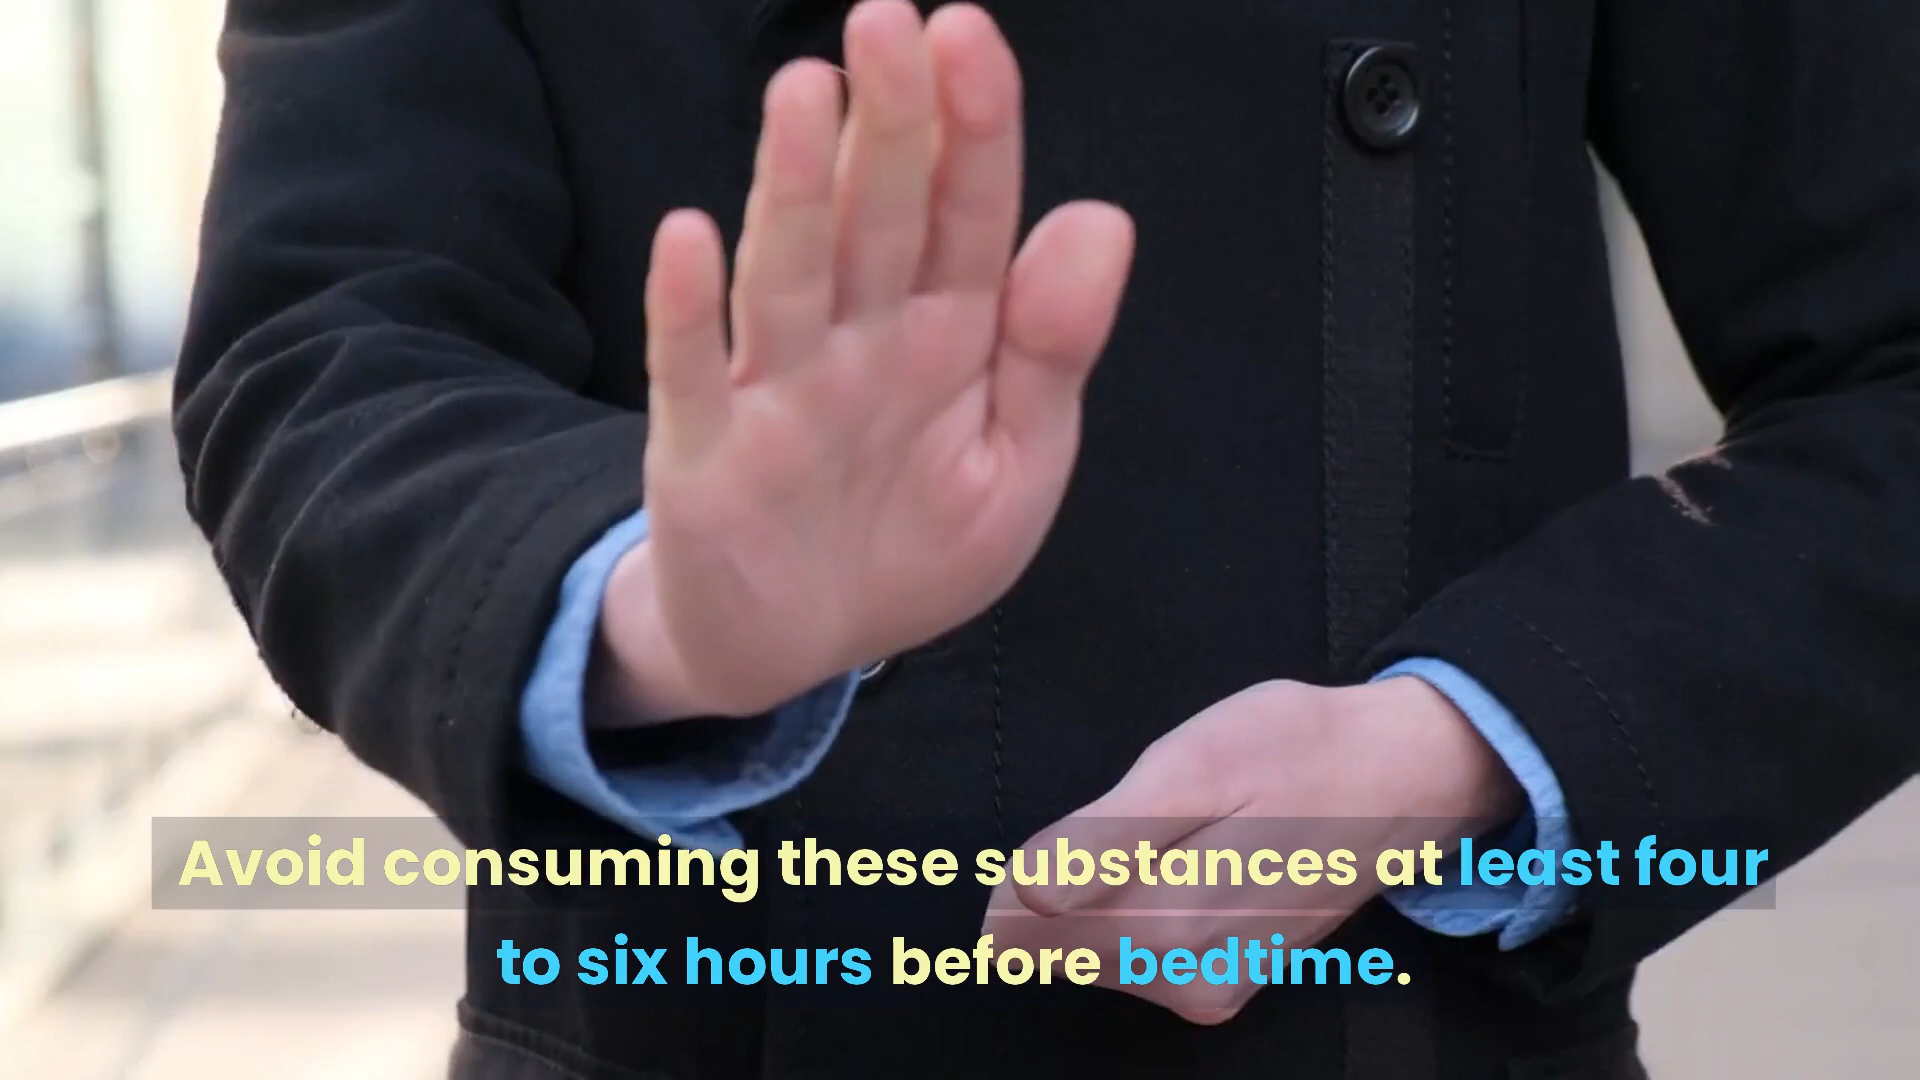 Avoid consuming these substances at least four
to six hours before bedtime.